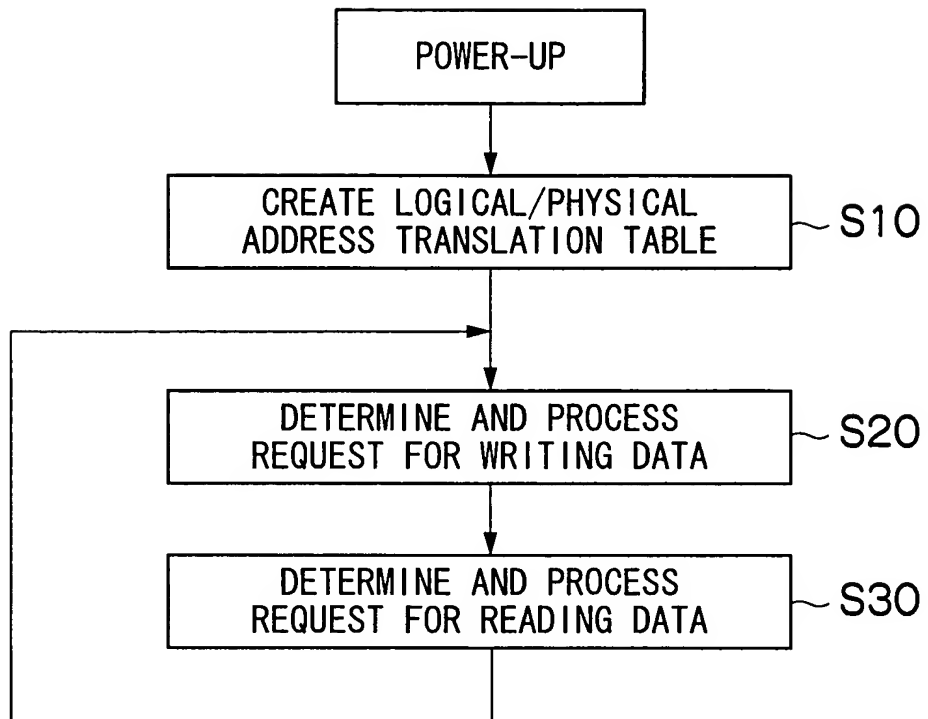 POWER-UP
CREATE LOGICAL/PHYSICAL
ADDRESS TRANSLATION TABLE
S10
DETERMINE AND PROCESS
REQUEST FOR WRITING DATA
S20
DETERMINE AND PROCESS
REQUEST FOR READING DATA
S30